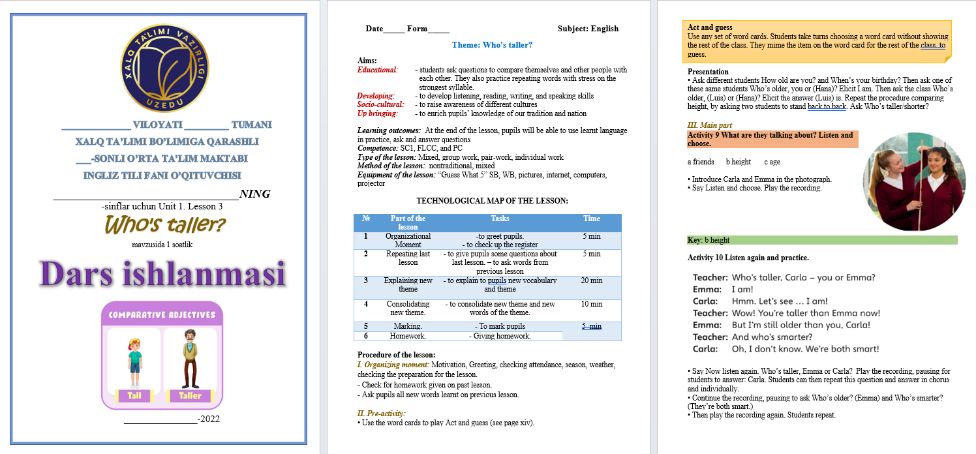 XALQ TA'LIMI VAZIRLIGI
UZEDU
____________ VILOYATI ________ TUMANI
XALQ TA'LIMI BO'LIMIGA QARASHLI
___-SONLI O'RTA TA'LIM MAKTABI
INGLIZ TILI FANI O'QITUVCHISI
_______________________________NING
-sinflar uchun Unit 1. Lesson 3
Who's taller?
mavzusida 1 soatlik
Dars ishlanmasi
COMPARATIVE ADJECTIVES
Tall Taller
_______________-2022
Date_____ Form_____ Subject: English
Theme: Who's taller?
Aims:
Educational: - students ask questions to compare themselves and other people with
each other. They also practice repeating words with stress on the
strongest syllable.
Developing: - to develop listening, reading, writing, and speaking skills
Socio-cultural: - to raise awareness of different cultures
Up bringing: - to enrich pupils' knowledge of our tradition and nation
Learning outcomes: At the end of the lesson, pupils will be able to use learnt language
to practice, ask and answer questions
Competence: SC1, FLCC, and PC
Type of the lesson: Mixed, group work, pair-work, individual work
Method of the lesson: nontraditional, mixed
Equipment of the lesson: "Guess What 5" SB, WB, pictures, internet, computers,
projector
TECHNOLOGICAL MAP OF THE LESSON:
№ Part of the lesson Tasks Time
1 Organizational Moment -to greet pupils. - to check up the register 5 min
2 Repeating last lesson - to give pupils some questions about last lesson. – to ask words from previous lesson 5 min
3 Explaining new theme - to explain to pupils new vocabulary and theme 20 min
4 Consolidating new theme. - to consolidate new theme and new words of the theme. 10 min
5 Marking. - To mark pupils 5 min
6 Homework. - Giving homework.
Procedure of the lesson:
I. Organizing moment: Motivation, Greeting, checking attendance, season, weather,
checking the preparation for the lesson.
- Check for homework given on past lesson.
- Ask pupils all new words learnt on previous lesson.
II. Pre-activity:
• Use the word cards to play Act and guess (see page xiv).
Act and guess
Use any set of word cards. Students take turns choosing a word card without showing
the rest of the class. They mime the item on the word card for the rest of the class to
guess.
Presentation
• Ask different students How old are you? and When's your birthday? Then ask one of
these same students Who's older, you or (Hana)? Elicit I am. Then ask the class Who's
older, (Luis) or (Hana)? Elicit the answer (Luis) is. Repeat the procedure comparing
height, by asking two students to stand back to back. Ask Who's taller/shorter?
III. Main part
Activity 9 What are they talking about? Listen and
choose.
a friends b height c age
• Introduce Carla and Emma in the photograph.
• Say Listen and choose. Play the recording.
Key: b height
Activity 10 Listen again and practice.
Teacher: Who's taller, Carla – you or Emma?
Emma: I am!
Carla: Hmm. Let's see ... I am!
Teacher: Wow! You're taller than Emma now!
Emma: But I'm still older than you, Carla!
Teacher: And who's smarter?
Carla: Oh, I don't know. We're both smart!
• Say Now listen again. Who's taller, Emma or Carla? Play the recording, pausing for
students to answer: Carla. Students can then repeat this question and answer in chorus
and individually.
• Continue the recording, pausing to ask Who's older? (Emma) and Who's smarter?
(They're both smart.)
• Then play the recording again. Students repeat.